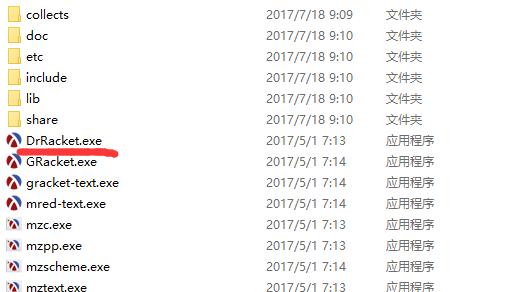 collects 2017/7/18 9:09 文件夹
doc 2017/7/18 9:10 文件夹
etc 2017/7/18 9:10 文件夹
include 2017/7/18 9:10 文件夹
lib 2017/7/18 9:10 文件夹
share 2017/7/18 9:10 文件夹
DrRacket.exe 2017/5/1 7:13 应用程序
GRacket.exe 2017/5/1 7:14 应用程序
gracket-text.exe 2017/5/1 7:14 应用程序
mred-text.exe 2017/5/1 7:14 应用程序
mzc.exe 2017/5/1 7:13 应用程序
mzpp.exe 2017/5/1 7:13 应用程序
mzscheme.exe 2017/5/1 7:14 应用程序
mztext.exe 2017/5/1 7:13 应用程序